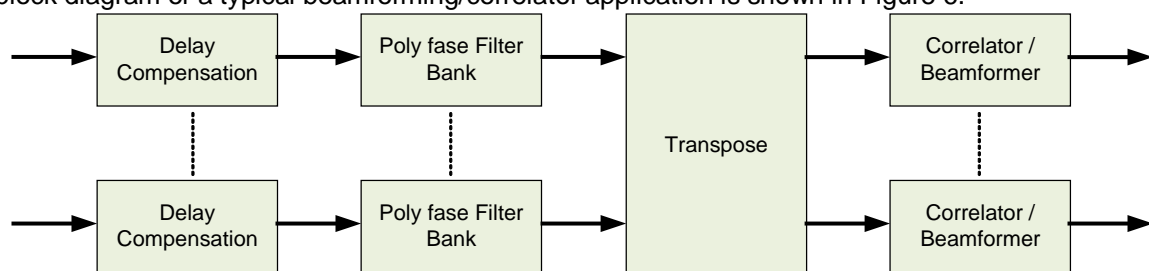 block diagram of a typical beamforming/correlator application is shown in Figure
Delay
Compensation
Poly fase Filter
Bank
Transpose
Correlator /
Beamformer
Delay
Compensation
Poly fase Filter
Bank
Correlator /
Beamformer